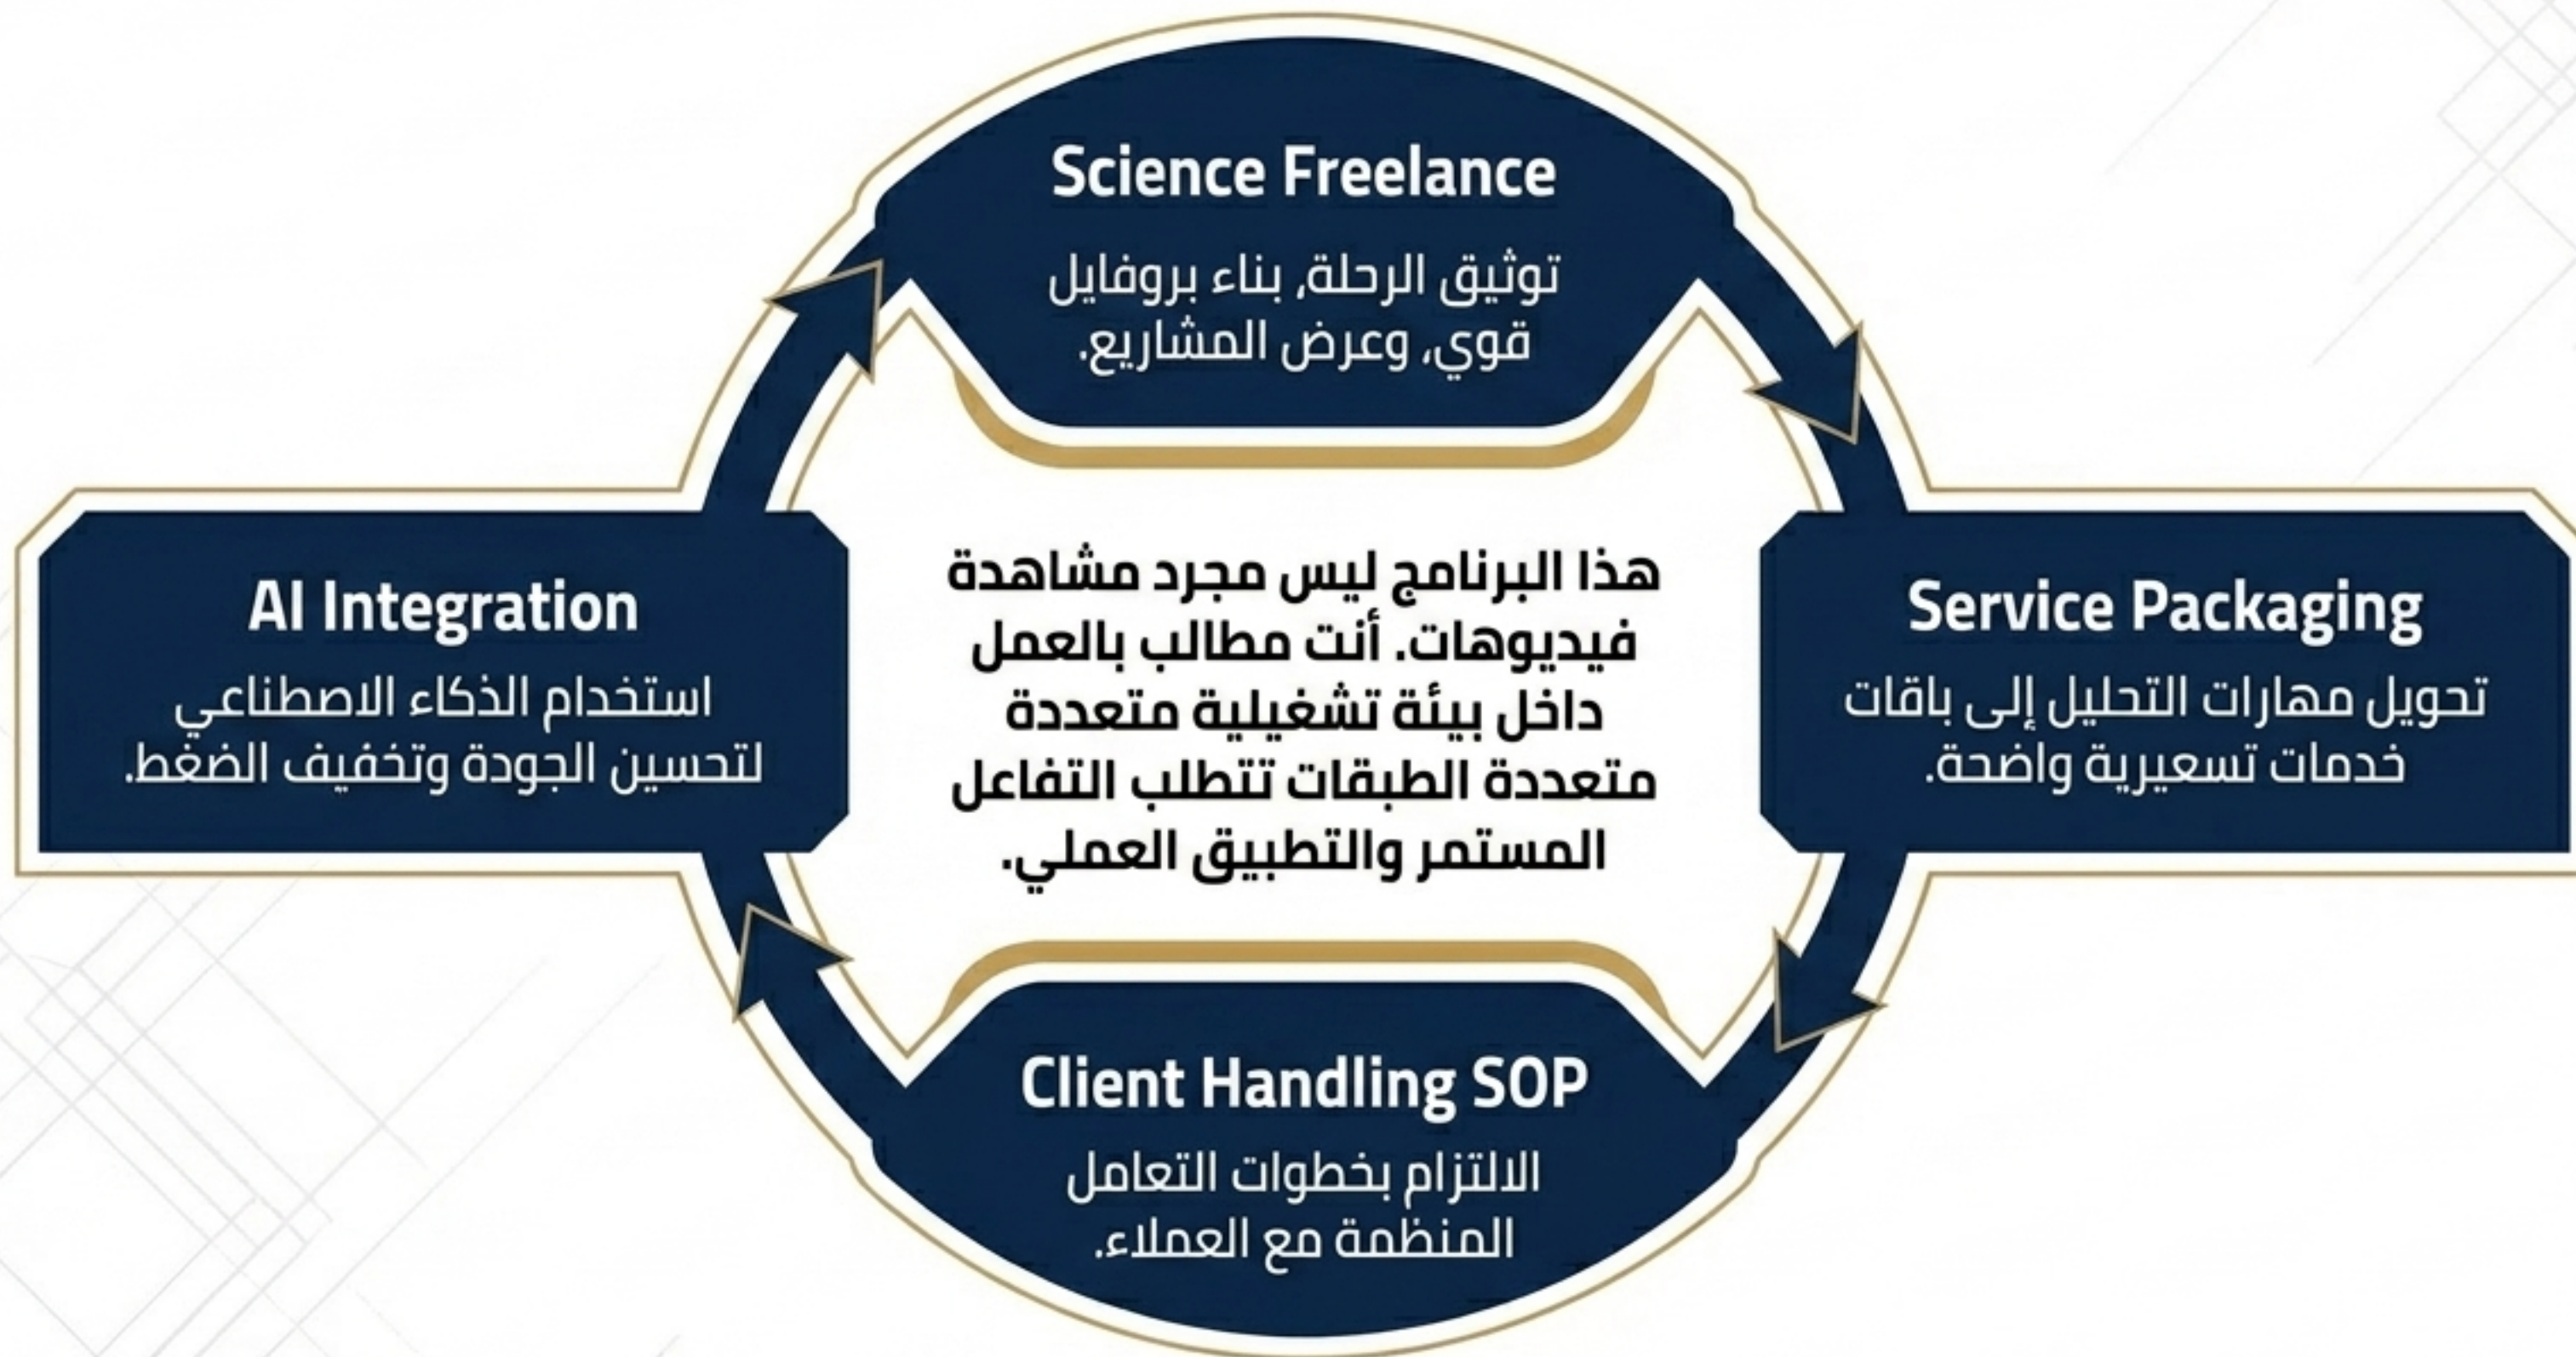 Science Freelance
توثيق الرحلة، بناء بروفايل
قوي، وعرض المشاريع.
Service Packaging
تحويل مهارات التحليل إلى باقات
خدمات تسعيرية واضحة.
Client Handling SOP
الالتزام بخطوات التعامل
المنظمة مع العملاء.
AI Integration
استخدام الذكاء الاصطناعي
لتحسين الجودة وتخفيف الضغط.
هذا البرنامج ليس مجرد مشاهدة
فيديوهات. أنت مطالب بالعمل
داخل بيئة تشغيلية متعددة
متعددة الطبقات تتطلب التفاعل
المستمر والتطبيق العملي.